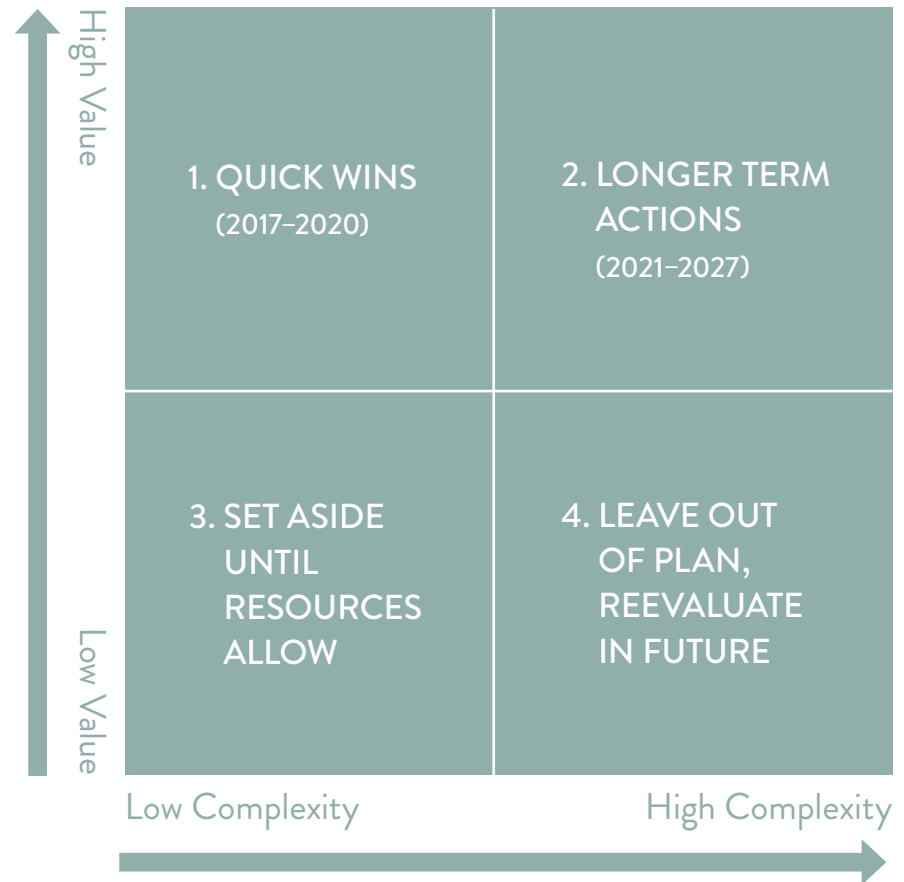 High Value
1. QUICK WINS
(2017–2020)
2. LONGER TERM
ACTIONS
(2021–2027)
3. SET ASIDE
UNTIL
RESOURCES
ALLOW
4. LEAVE OUT
OF PLAN,
REEVALUATE
IN FUTURE
Low Value
Low Complexity
High Complexity